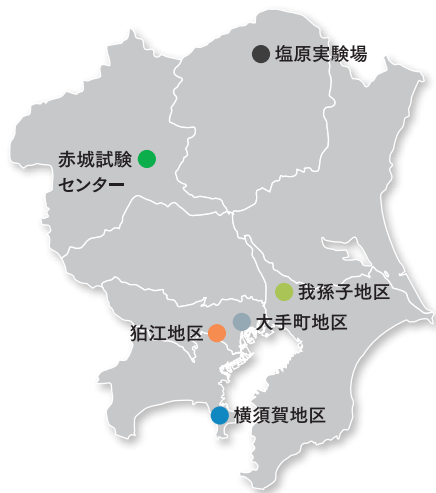 塩原実験場
赤城試験
センター
我孫子地区
大手町地区
狛江地区
横須賀地区